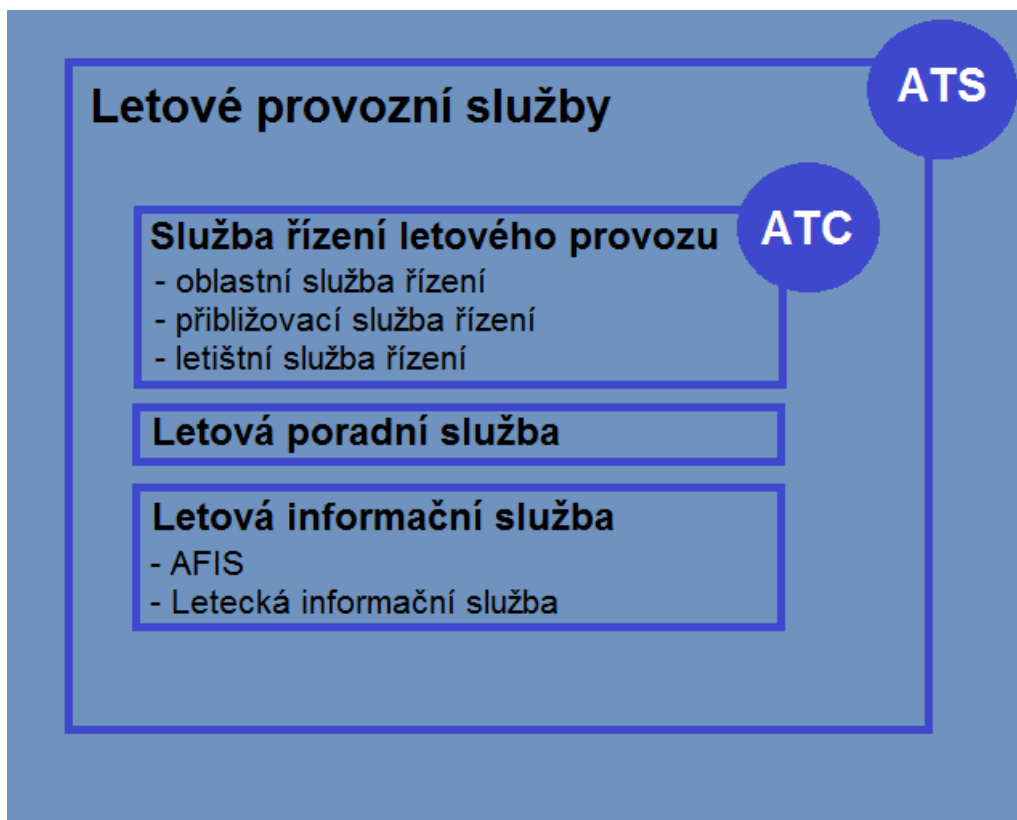 ATS
Letové provozní služby
ATC
Služba řízení letového provozu
- oblastní služba řízení
- přibližovací služba řízení
- letištní služba řízení
Letová poradní služba
Letová informační služba
- AFIS
- Letecká informační služba